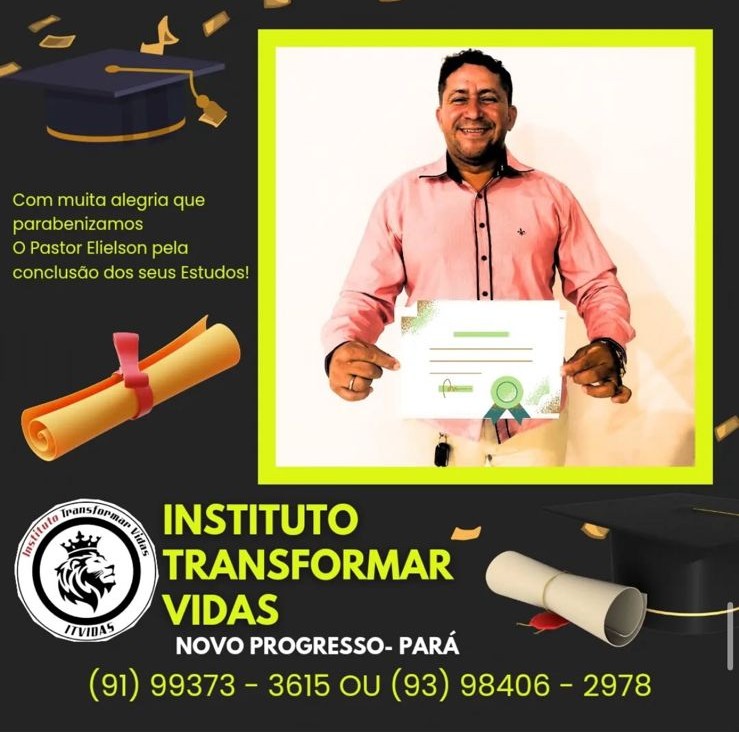 Com muita alegria que
parabenizamos
O Pastor Elielson pela
conclusão dos seus Estudos!
Instituto Transformar Vidas
ITVIDAS
INSTITUTO
TRANSFORMAR
VIDAS
NOVO PROGRESSO- PARÁ
(91) 99373 - 3615 OU (93) 98406 - 2978